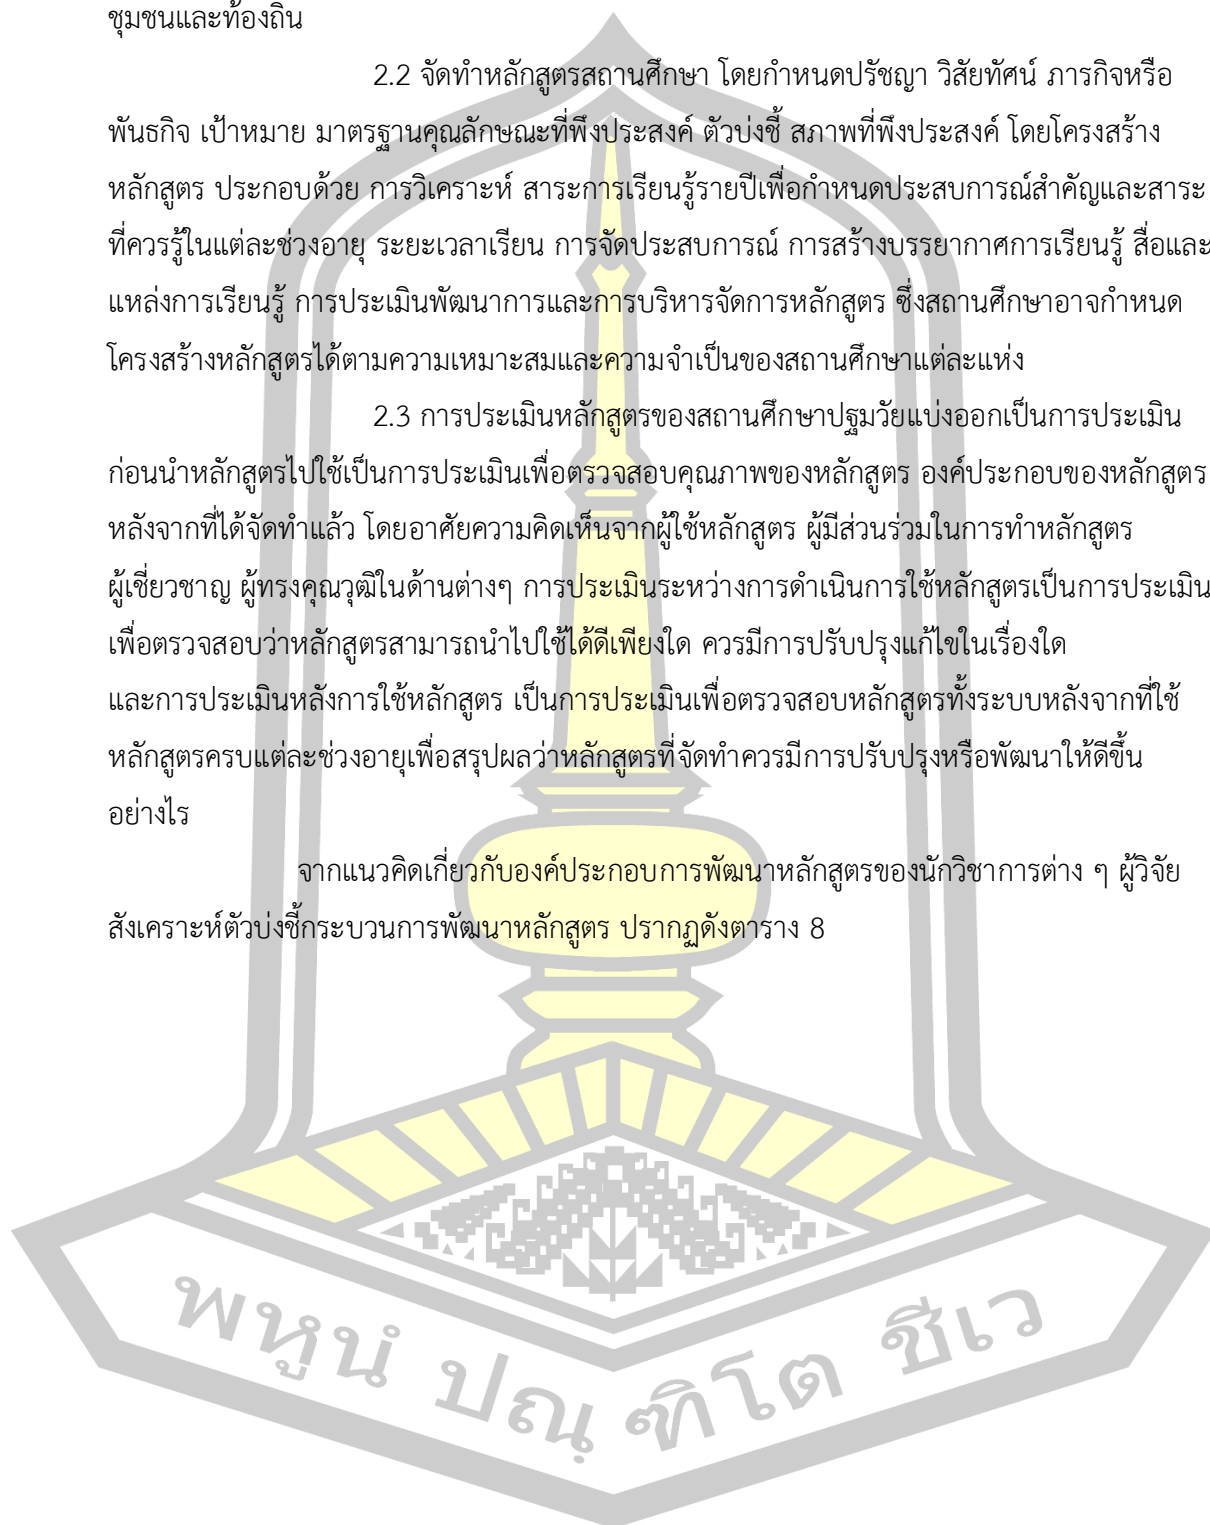 ชุมชนและท้องถิ่น
2.2 จัดทำหลักสูตรสถานศึกษา โดยกำหนดปรัชญา วิสัยทัศน์ ภารกิจหรือ
พันธกิจ เป้าหมาย มาตรฐานคุณลักษณะที่พึงประสงค์ ตัวบ่งชี้ สภาพที่พึงประสงค์ โดยโครงสร้าง
หลักสูตร ประกอบด้วย การวิเคราะห์ สาระการเรียนรู้รายปีเพื่อกำหนดประสบการณ์สำคัญและสาระ
ที่ควรรู้ในแต่ละช่วงอายุ ระยะเวลาเรียน การจัดประสบการณ์ การสร้างบรรยากาศการเรียนรู้ สื่อและ
แหล่งการเรียนรู้ การประเมินพัฒนาการและการบริหารจัดการหลักสูตร ซึ่งสถานศึกษาอาจกำหนด
โครงสร้างหลักสูตรได้ตามความเหมาะสมและความจำเป็นของสถานศึกษาแต่ละแห่ง
2.3 การประเมินหลักสูตรของสถานศึกษาปฐมวัยแบ่งออกเป็นการประเมิน
ก่อนนำหลักสูตรไปใช้เป็นการประเมินเพื่อตรวจสอบคุณภาพของหลักสูตร องค์ประกอบของหลักสูตร
หลังจากที่ได้จัดทำแล้ว โดยอาศัยความคิดเห็นจากผู้ใช้หลักสูตร ผู้มีส่วนร่วมในการทำหลักสูตร
ผู้เชี่ยวชาญ ผู้ทรงคุณวุฒิในด้านต่างๆ การประเมินระหว่างการดำเนินการใช้หลักสูตรเป็นการประเมิน
เพื่อตรวจสอบว่าหลักสูตรสามารถนำไปใช้ได้ดีเพียงใด ควรมีการปรับปรุงแก้ไขในเรื่องใด
และการประเมินหลังการใช้หลักสูตร เป็นการประเมินเพื่อตรวจสอบหลักสูตรทั้งระบบหลังจากที่ใช้
หลักสูตรครบแต่ละช่วงอายุเพื่อสรุปผลว่าหลักสูตรที่จัดทำควรมีการปรับปรุงหรือพัฒนาให้ดีขึ้น
อย่างไร
จากแนวคิดเกี่ยวกับองค์ประกอบการพัฒนาหลักสูตรของนักวิชาการต่าง ๆ ผู้วิจัย
สังเคราะห์ตัวบ่งชี้กระบวนการพัฒนาหลักสูตร ปรากฏดังตาราง 8
พหูนํ ปณฺฑิโต ชีเว